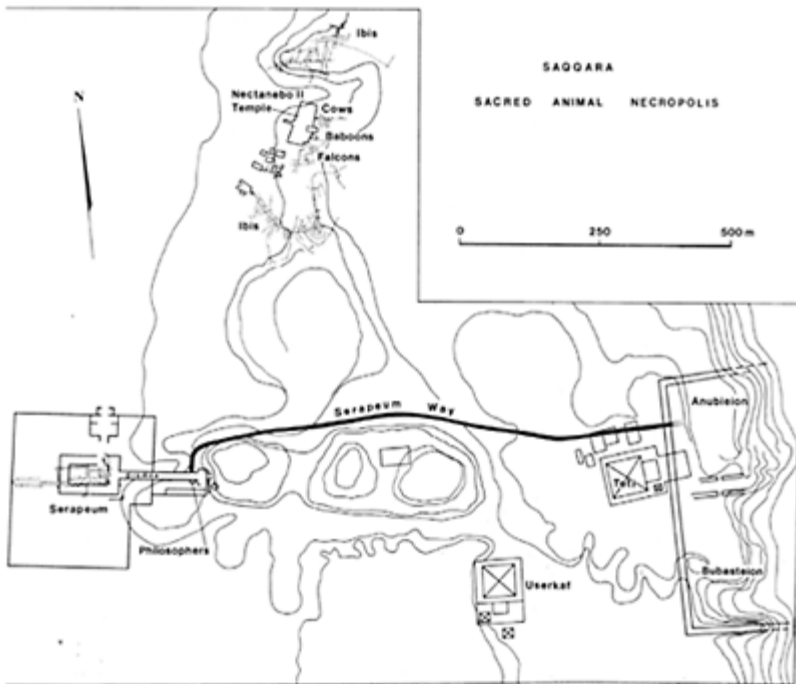 Ibis
SAQQARA
SACRED ANIMAL NECROPOLIS
N
Nectanebo II
Temple
Cows
Baboons
Falcons
Ibis
0 250 500m
Serapeum Way
Anubieion
Teti
Serapeum
Philosophers
Bubasteion
Userkaf